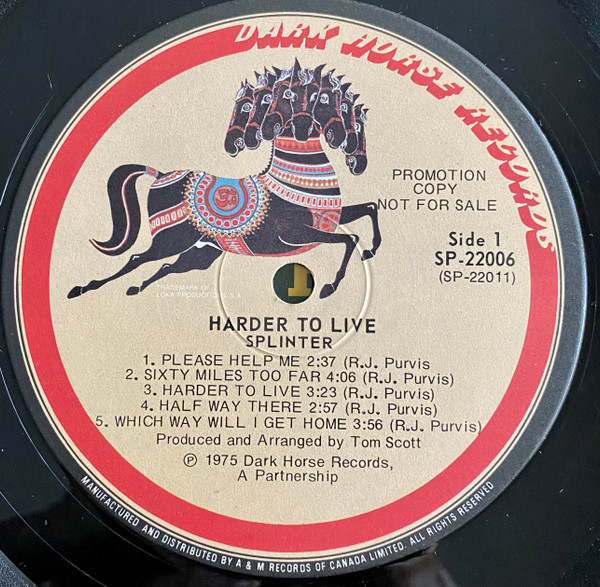 DARK HORSE RECORDS
PROMOTION
COPY
NOT FOR SALE
Side 1
SP-22006
(SP-22011)
TRADEMARK OF
LOKA PRODUCTIONS S.A.
HARDER TO LIVE
SPLINTER
1. PLEASE HELP ME 2:37 (R.J. Purvis
2. SIXTY MILES TOO FAR 4:06 (R.J. Purvis)
3. HARDER TO LIVE 3:23 (R.J. Purvis)
4. HALF WAY THERE 2:57 (R.J. Purvis)
5. WHICH WAY WILL I GET HOME 3:56 (R.J. Purvis)
Produced and Arranged by Tom Scott
℗ 1975 Dark Horse Records,
A Partnership
MANUFACTURED AND DISTRIBUTED BY A & M RECORDS OF CANADA LIMITED. ALL RIGHTS RESERVED